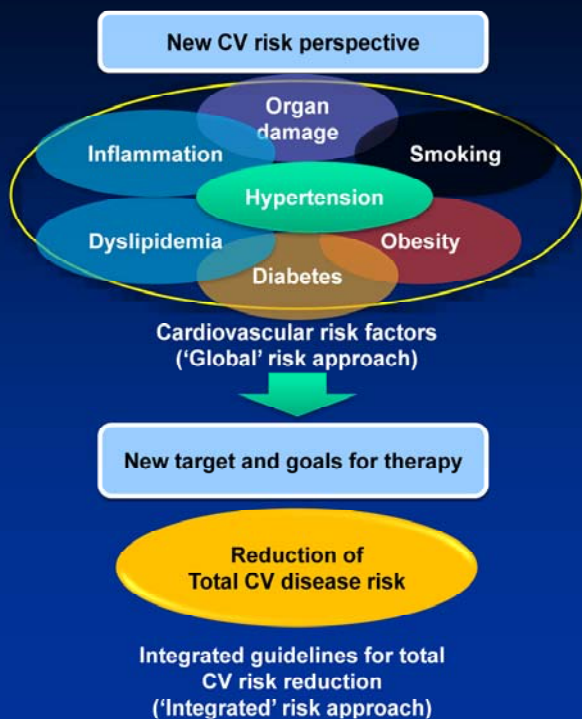 New CV risk perspective
Organ
damage
Inflammation
Smoking
Hypertension
Dyslipidemia
Obesity
Diabetes
Cardiovascular risk factors
(‘Global’ risk approach)
New target and goals for therapy
Reduction of
Total CV disease risk
Integrated guidelines for total
CV risk reduction
(‘Integrated’ risk approach)